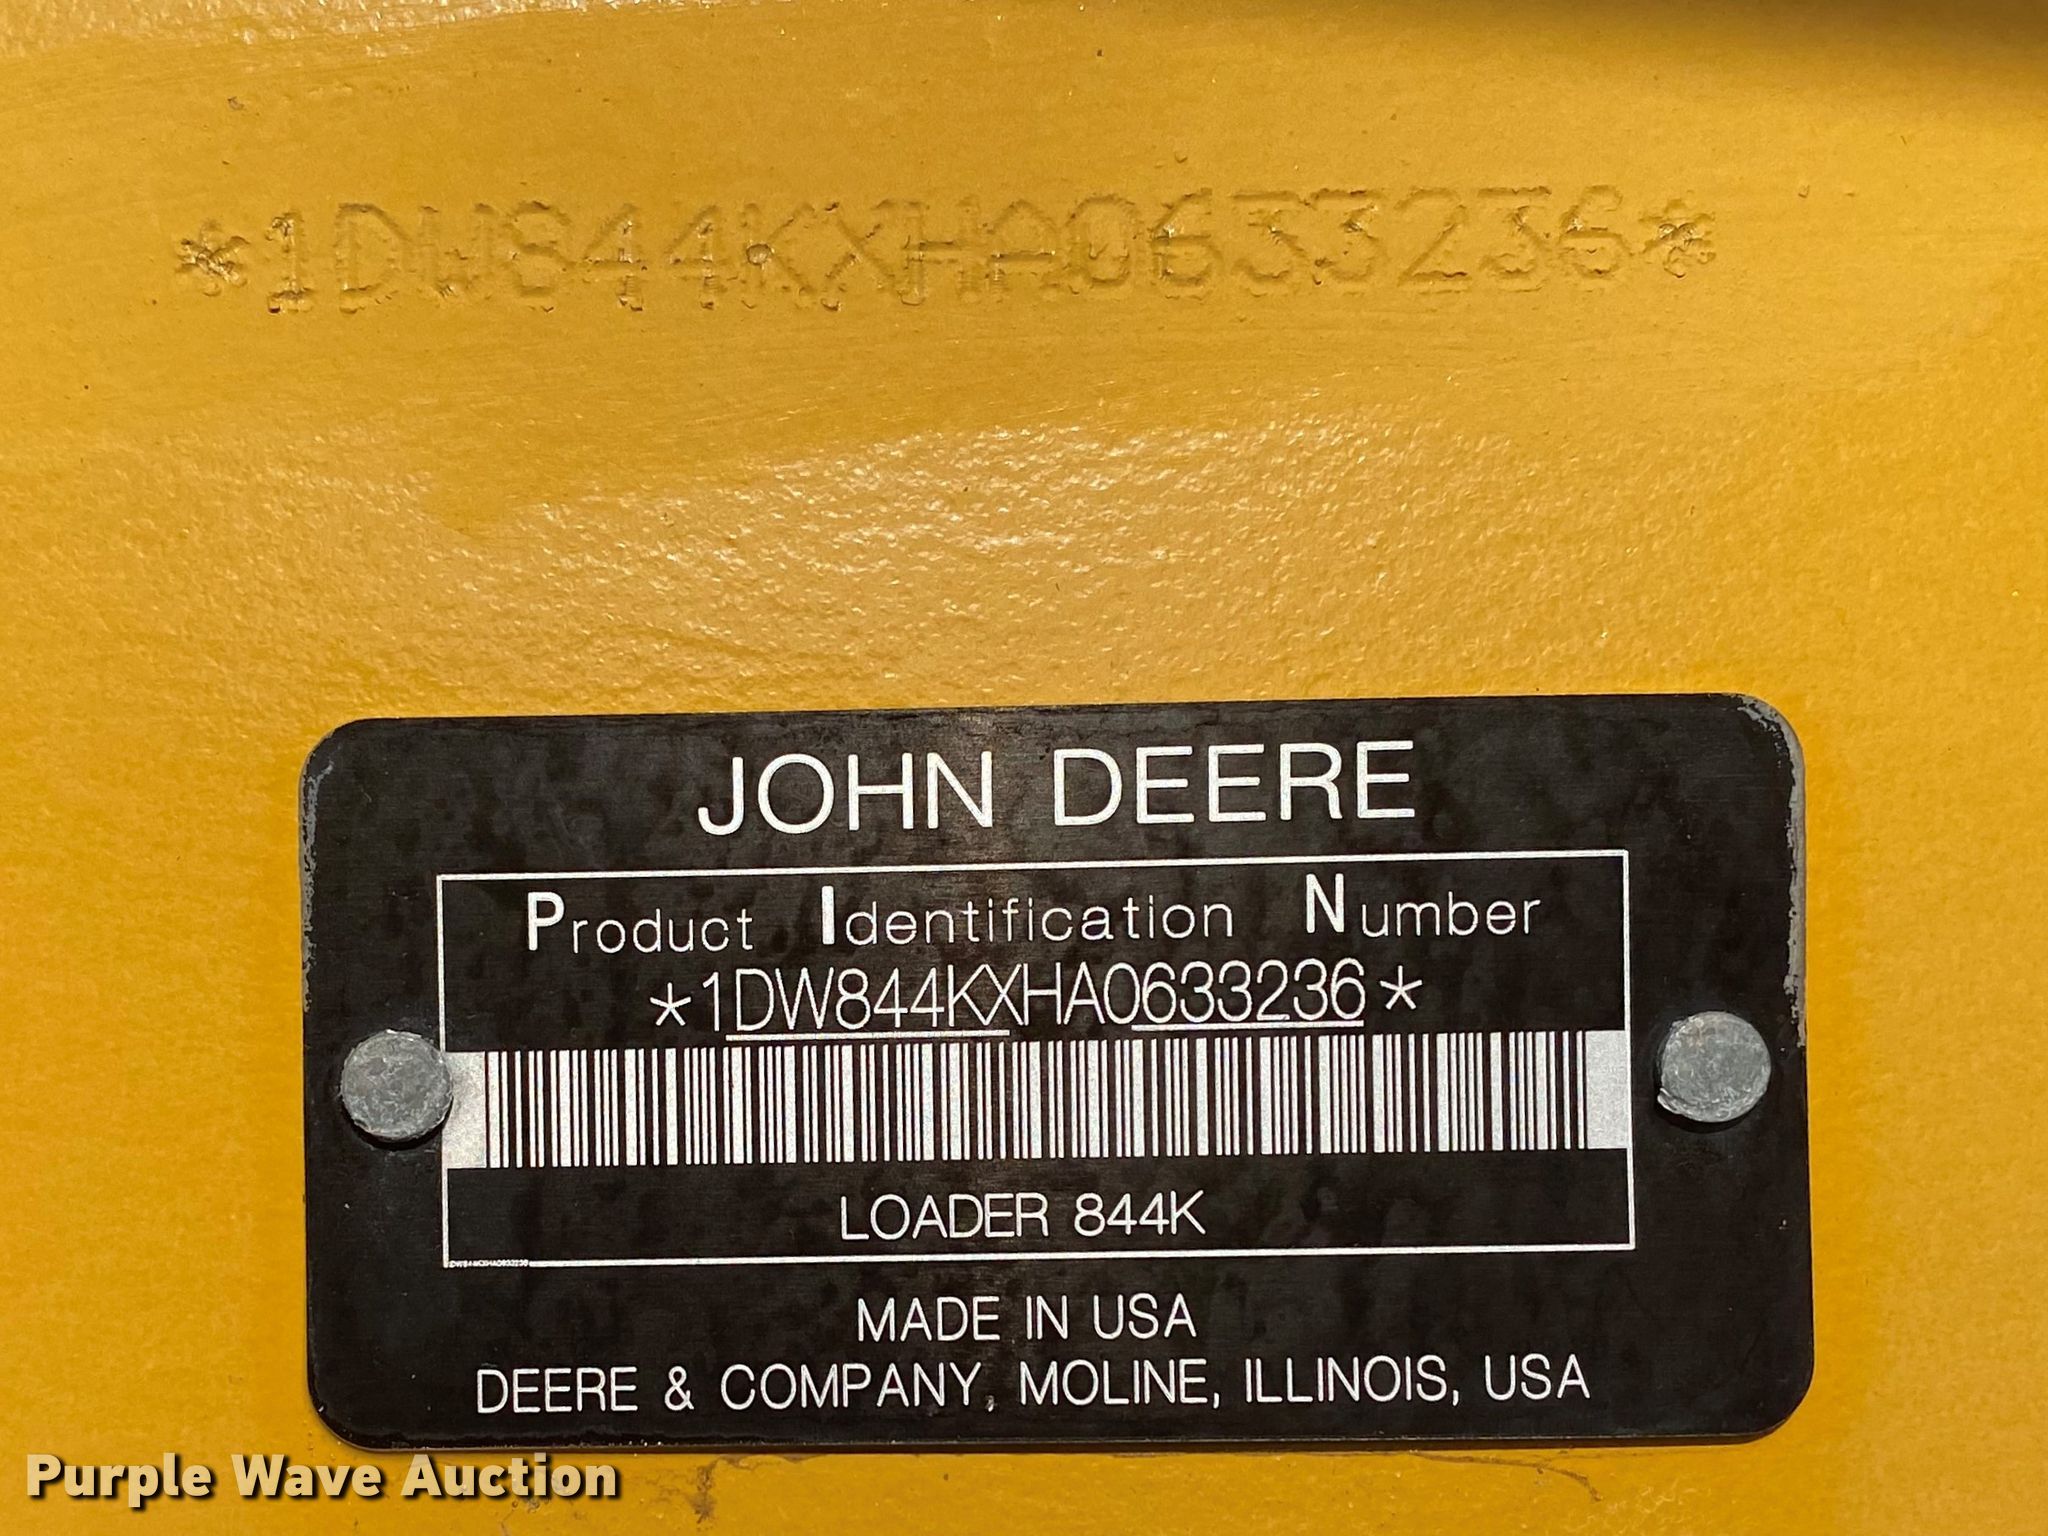 *1DW844KXHA0633236*
JOHN DEERE
Product Identification Number
*1DW844KXHA0633236*
LOADER 844K
1DW844KXHA0633236
MADE IN USA
DEERE & COMPANY, MOLINE, ILLINOIS, USA
Purple Wave Auction